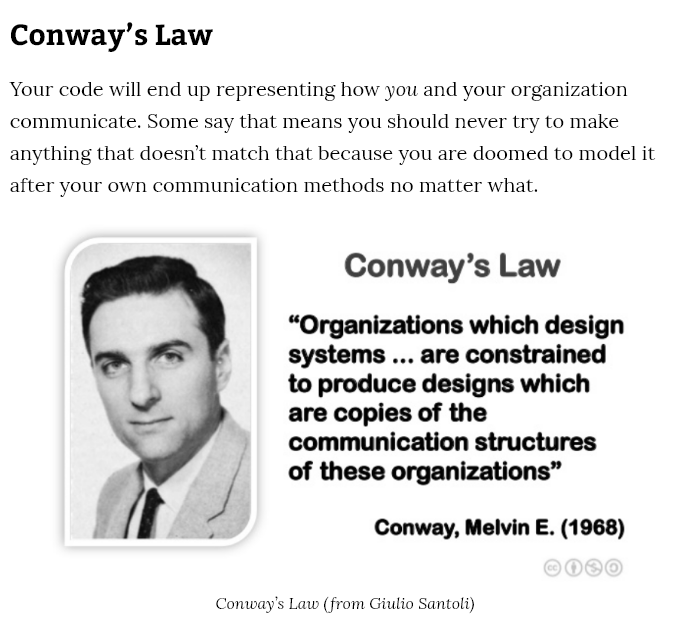 Conway’s Law
Your code will end up representing how you and your organization
communicate. Some say that means you should never try to make
anything that doesn’t match that because you are doomed to model it
after your own communication methods no matter what.
Conway’s Law
“Organizations which design
systems ... are constrained
to produce designs which
are copies of the
communication structures
of these organizations”
Conway, Melvin E. (1968)
cc
Conway’s Law (from Giulio Santoli)